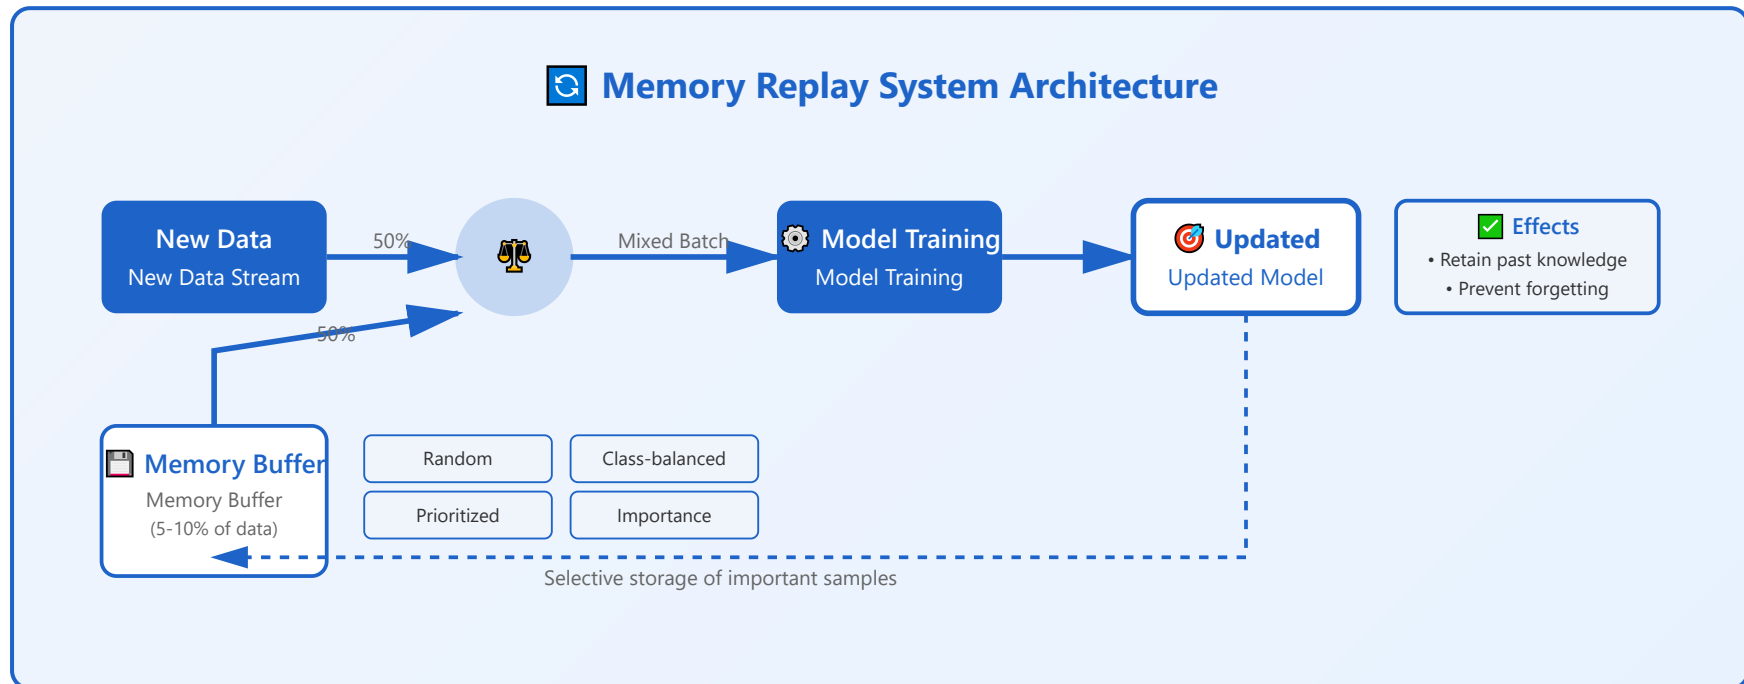 Memory Replay System Architecture
New Data
New Data Stream
50%
Mixed Batch
Model Training
Model Training
Updated
Updated Model
Effects
• Retain past knowledge
• Prevent forgetting
50%
Memory Buffer
Memory Buffer
(5-10% of data)
Random
Class-balanced
Prioritized
Importance
Selective storage of important samples